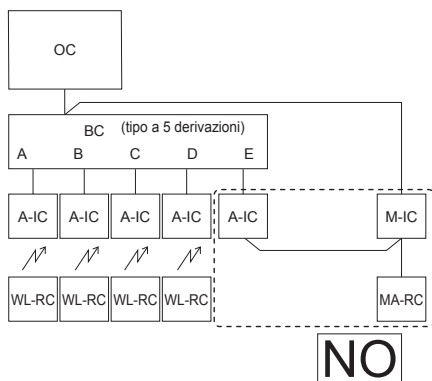 OC
BC (tipo a 5 derivazioni)
A B C D E
A-IC A-IC A-IC A-IC A-IC M-IC
WL-RC WL-RC WL-RC WL-RC MA-RC
NO